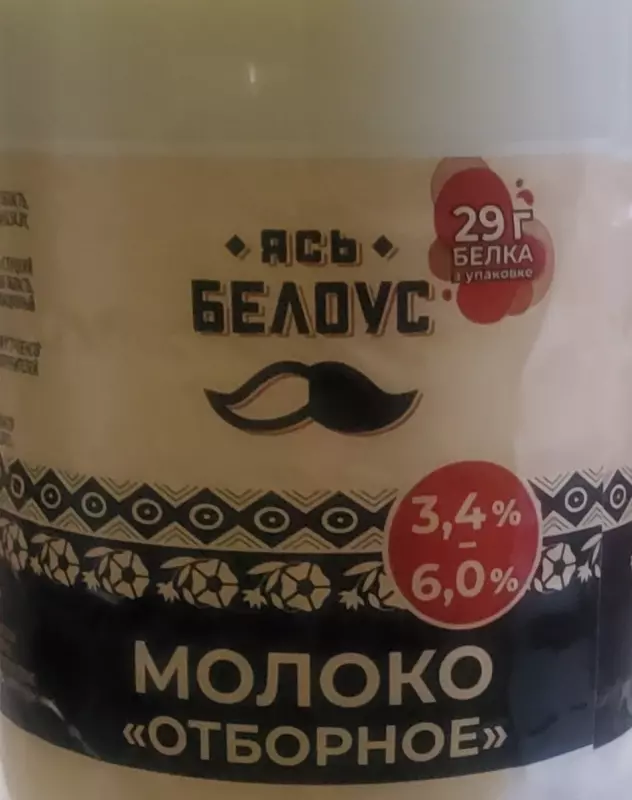 ЯСЬ
БЕЛОУС
29 г
БЕЛКА
в упаковке
3,4%
–
6,0%
МОЛОКО
«ОТБОРНОЕ»